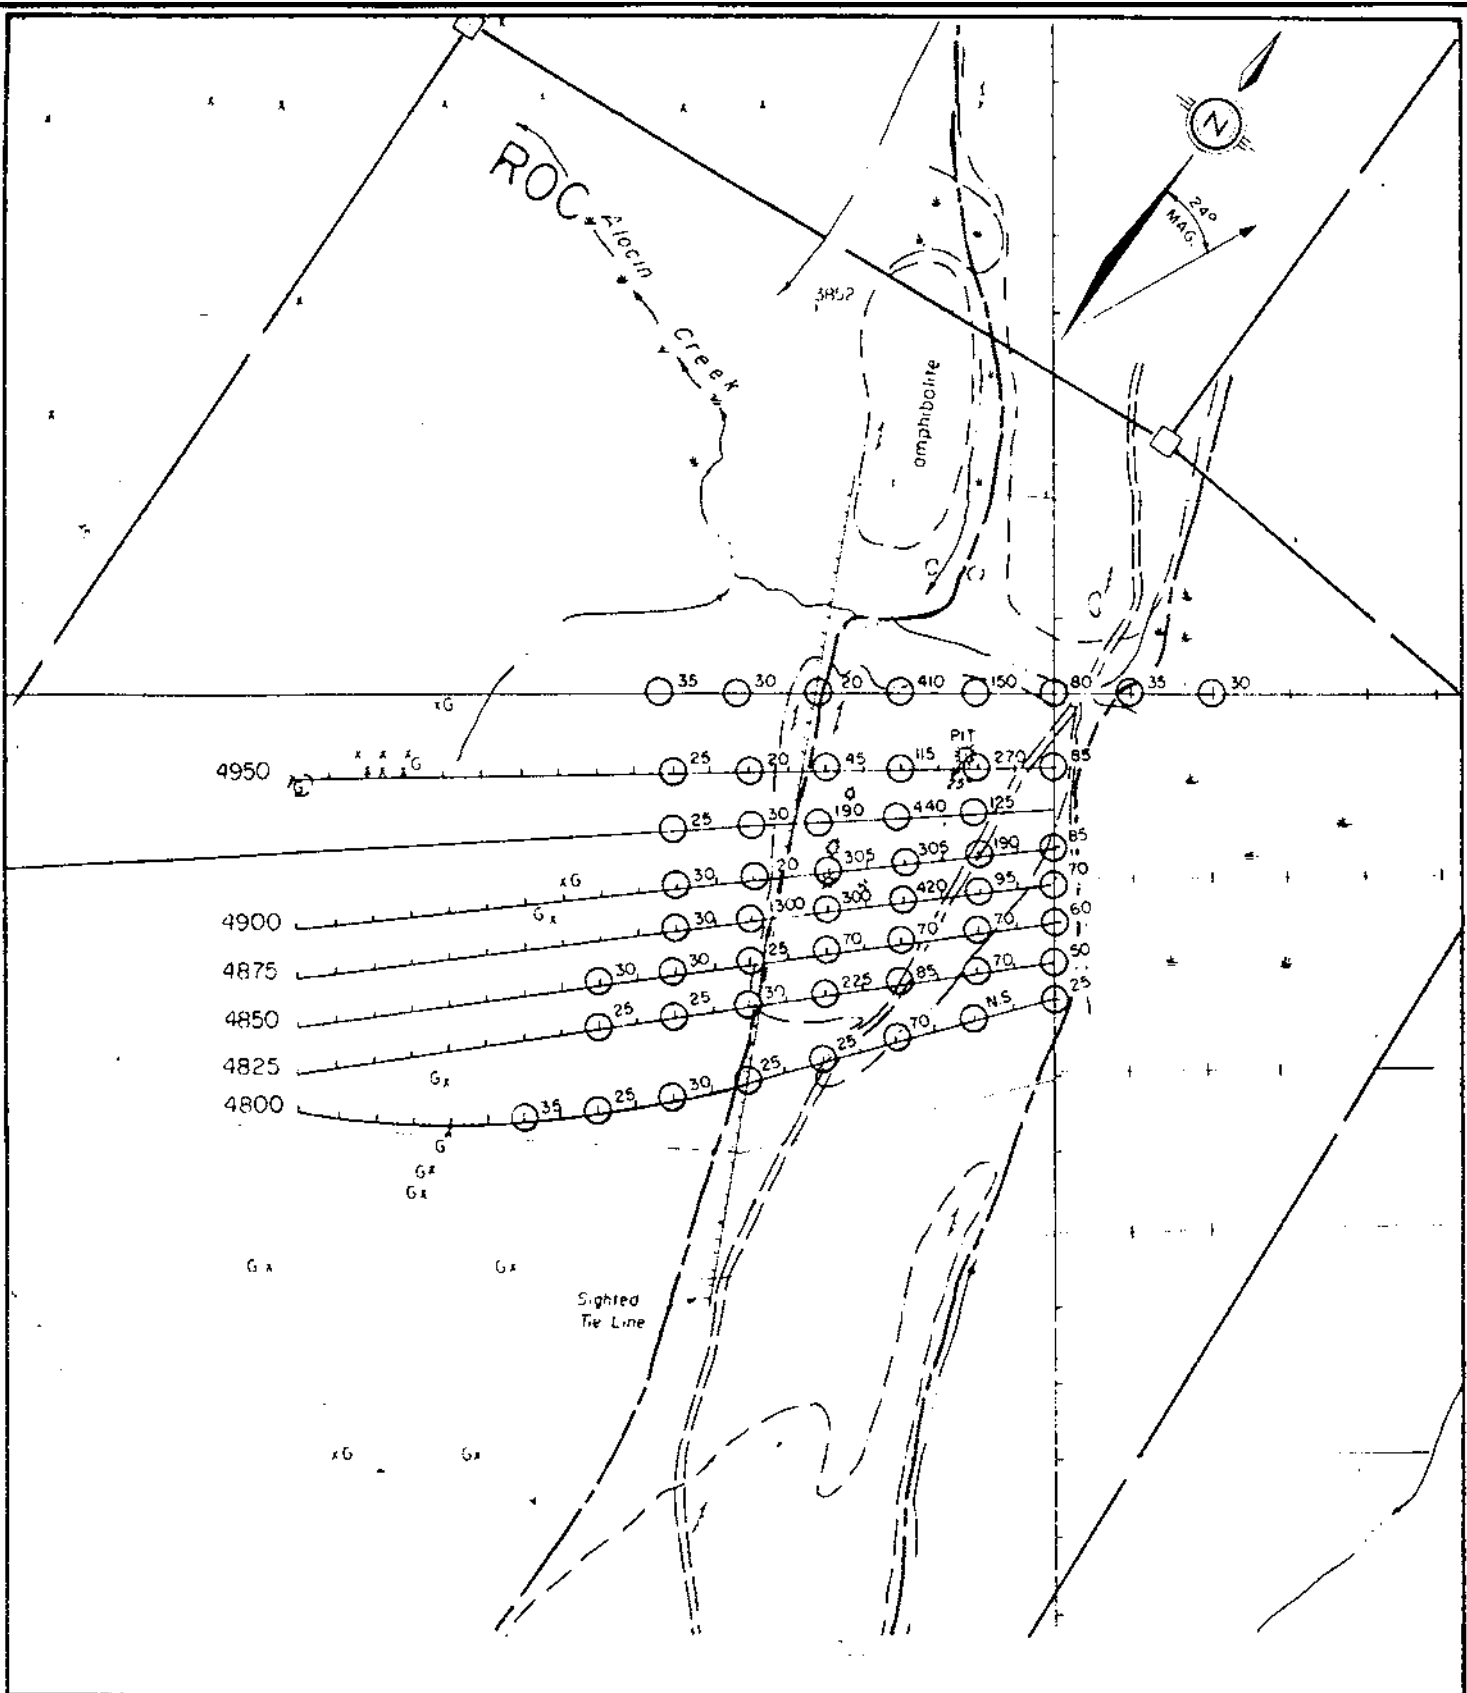 ROC
Alocin
Creek
N
24°
MAG.
3852
amphibolite
35 30 20 410 150 80 35 30
xG
PIT
4950 G 25 20 45 115 270 85
25 30 190 440 125
xG 30 20 305 305 190 85
4900 Gx 30 1300 300 420 95 70
4875 30 30 25 70 70 70 60
4850 25 25 30 225 85 70 50
4825 Gx 25 25 70 N.S. 25
4800 35 25 30
G
Gx
Gx
Gx Gx
Sighted
Tie Line
xG Gx